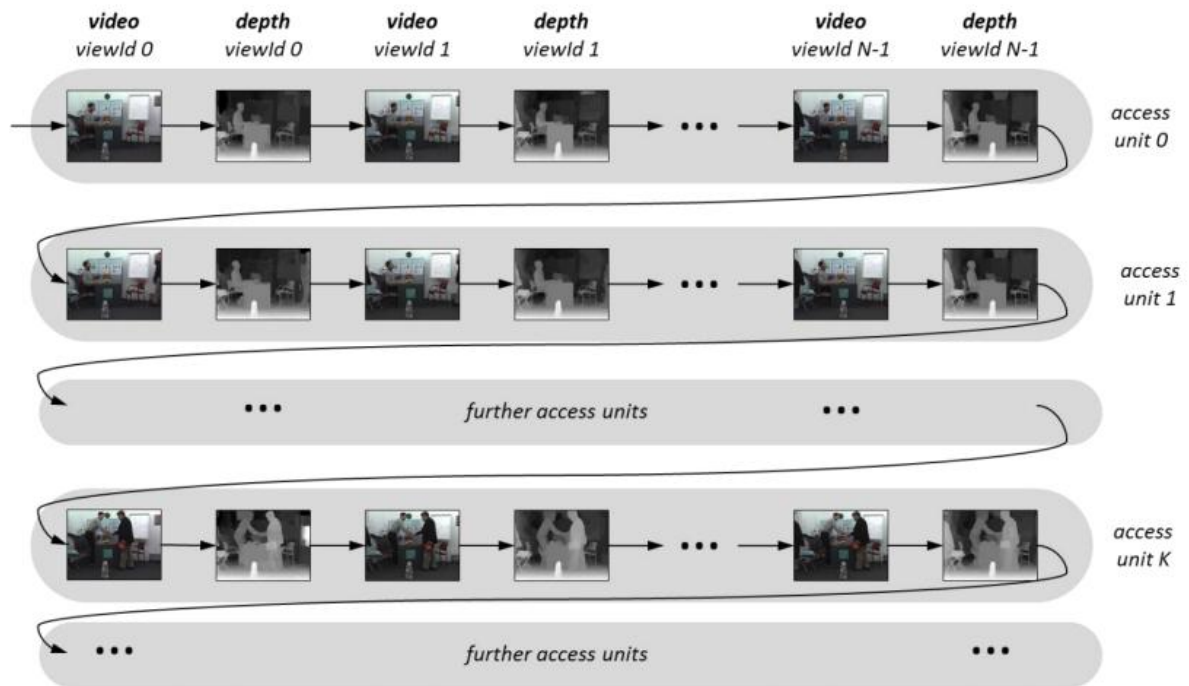 video depth video depth video depth
viewId 0 viewId 0 viewId 1 viewId 1 viewId N-1 viewId N-1
access
unit 0
access
unit 1
••• further access units •••
access
unit K
••• further access units •••